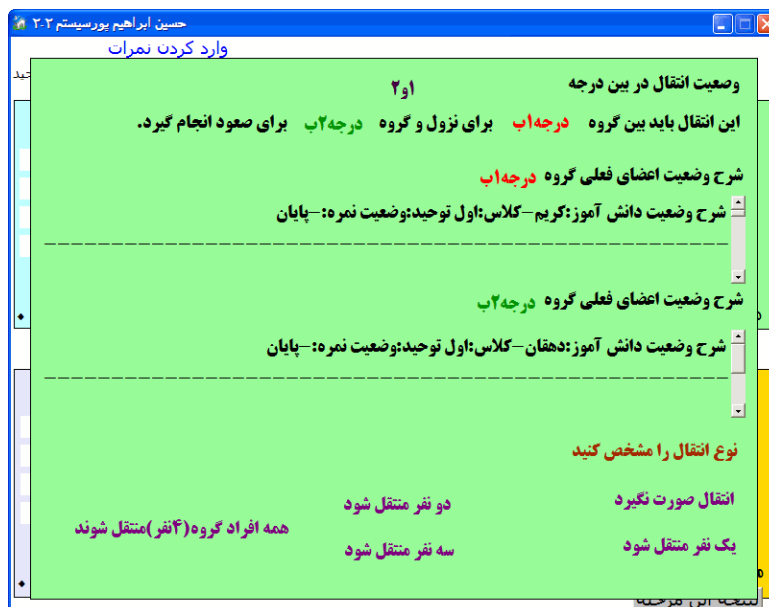 حسین ابراهیم پورسیستم ۲-۲
وارد کردن نمرات
وضعیت انتقال در بین درجه ۱و۲
این انتقال باید بین گروه درجه۱ب برای نزول و گروه درجه۲ب برای صعود انجام گیرد.
شرح وضعیت اعضای فعلی گروه درجه۱ب
شرح وضعیت دانش آموز:کریم-کلاس:اول توحید:وضعیت نمره:-پایان
--------------------------------------------------
شرح وضعیت اعضای فعلی گروه درجه۲ب
شرح وضعیت دانش آموز:دهقان-کلاس:اول توحید:وضعیت نمره:-پایان
--------------------------------------------------
نوع انتقال را مشخص کنید
انتقال صورت نگیرد
دو نفر منتقل شود
همه افراد گروه(۴نفر)منتقل شوند
یک نفر منتقل شود
سه نفر منتقل شود